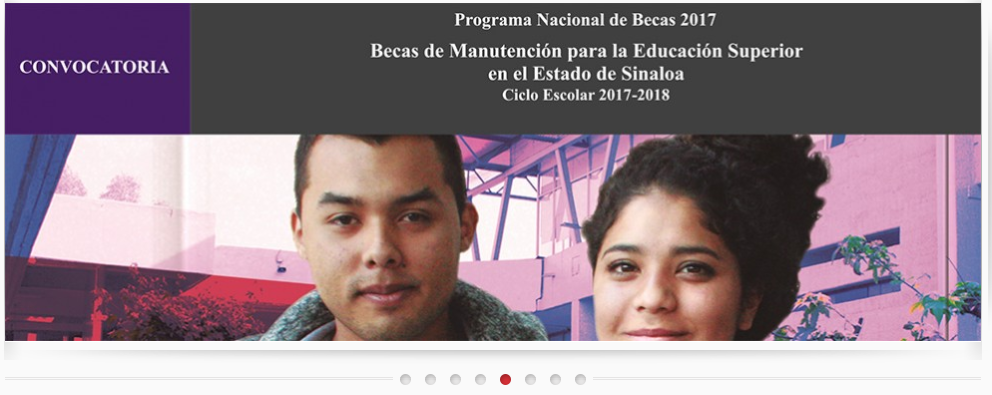 Programa Nacional de Becas 2017
Becas de Manutención para la Educación Superior
CONVOCATORIA
en el Estado de Sinaloa
Ciclo Escolar 2017-2018